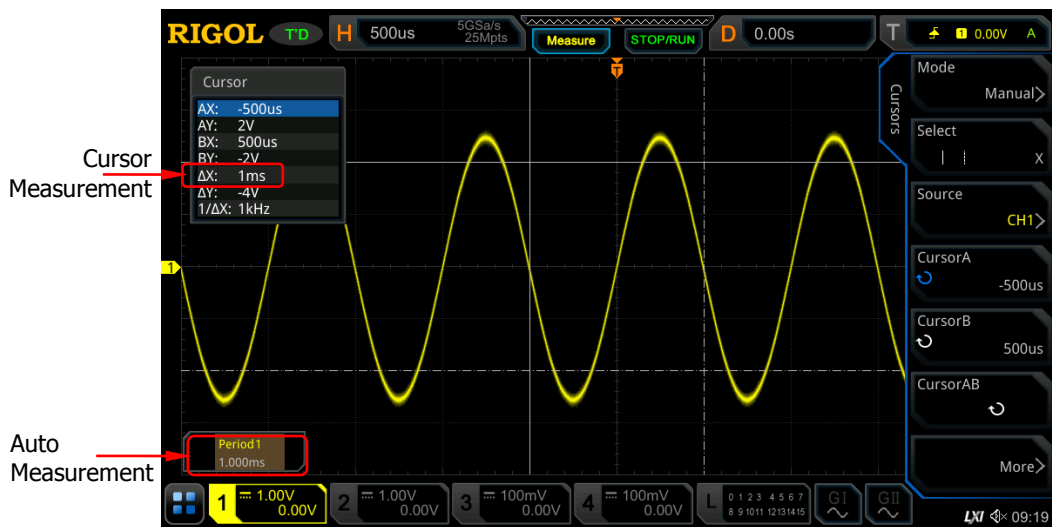 RIGOL T'D H 500us 5GSa/s 25Mpts Measure STOP/RUN D 0.00s T 1 0.00V A
T
Cursor
AX: -500us
AY: 2V
BX: 500us
BY: -2V
ΔX: 1ms
ΔY: -4V
1/ΔX: 1kHz
Cursor
Measurement
1
Auto
Measurement
Period1
1.000ms
Cursors
Mode
Manual>
Select
X
Source
CH1>
CursorA
-500us
CursorB
500us
CursorAB
More>
1 1.00V 0.00V
2 1.00V 0.00V
3 100mV 0.00V
4 100mV 0.00V
L 0 1 2 3 4 5 6 7
8 9 10 11 12 13 14 15
GI
GII
LXI 09:19